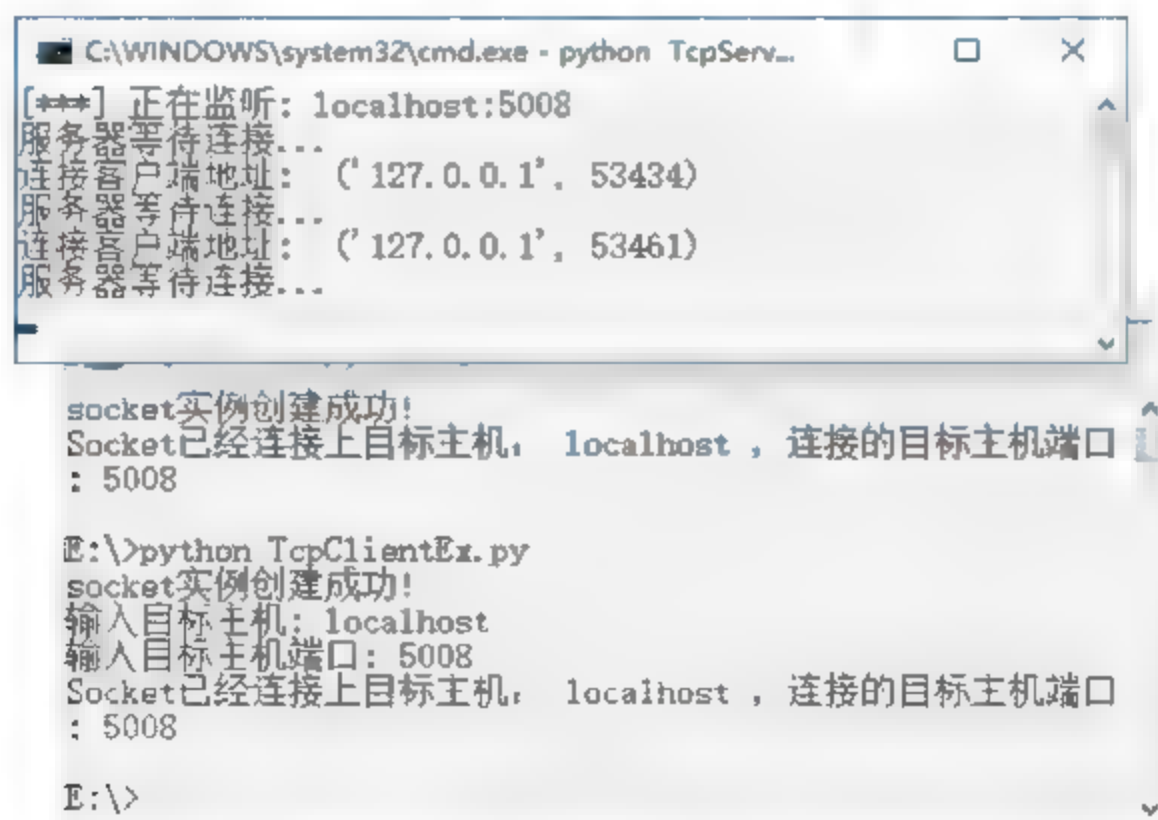 C:\WINDOWS\system32\cmd.exe - python TcpServ...
[***] 正在监听: localhost:5008
服务器等待连接...
连接客户端地址: ('127.0.0.1', 53434)
服务器等待连接...
连接客户端地址: ('127.0.0.1', 53461)
服务器等待连接...
socket实例创建成功!
Socket已经连接上目标主机, localhost , 连接的目标主机端口
: 5008
E:\>python TcpClientEx.py
socket实例创建成功!
输入目标主机: localhost
输入目标主机端口: 5008
Socket已经连接上目标主机, localhost , 连接的目标主机端口
: 5008
E:\>